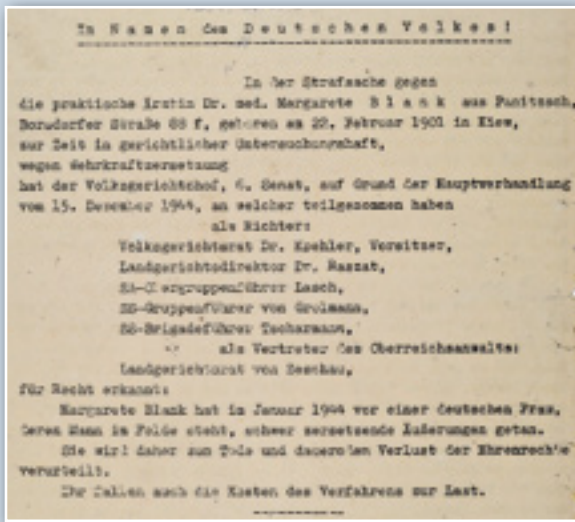 Im Namen des Deutschen Volkes!
In der Strafsache gegen
die praktische Ärztin Dr. med. Margarete Blank aus Panitzsch,
Borsdorfer Straße 88 f, geboren am 22. Februar 1901 in Kiew,
zur Zeit in gerichtlicher Untersuchungshaft,
wegen Wehrkraftzersetzung
hat der Volksgerichtshof, 6. Senat, auf Grund der Hauptverhandlung
vom 15. Dezember 1944, an welcher teilgenommen haben
als Richter:
Volksgerichtsrat Dr. Koehler, Vorsitzer,
Landgerichtsdirektor Dr.
SA-Obergruppenführer Lasch,
SS-Gruppenführer von Grolmann,
SS-Brigadeführer Tscharmann,
als Vertreter des Oberreichsanwalts:
Landgerichtsrat von Zeschau,
für Recht erkannt:
Margarete Blank hat im Januar 1944 vor einer deutschen Frau,
deren Mann im Felde steht, schwer zersetzende Äußerungen getan.
Sie wird daher zum Tode und dauernden Verlust der Ehrenrechte
verurteilt.
Ihr fallen auch die Kosten des Verfahrens zur Last.